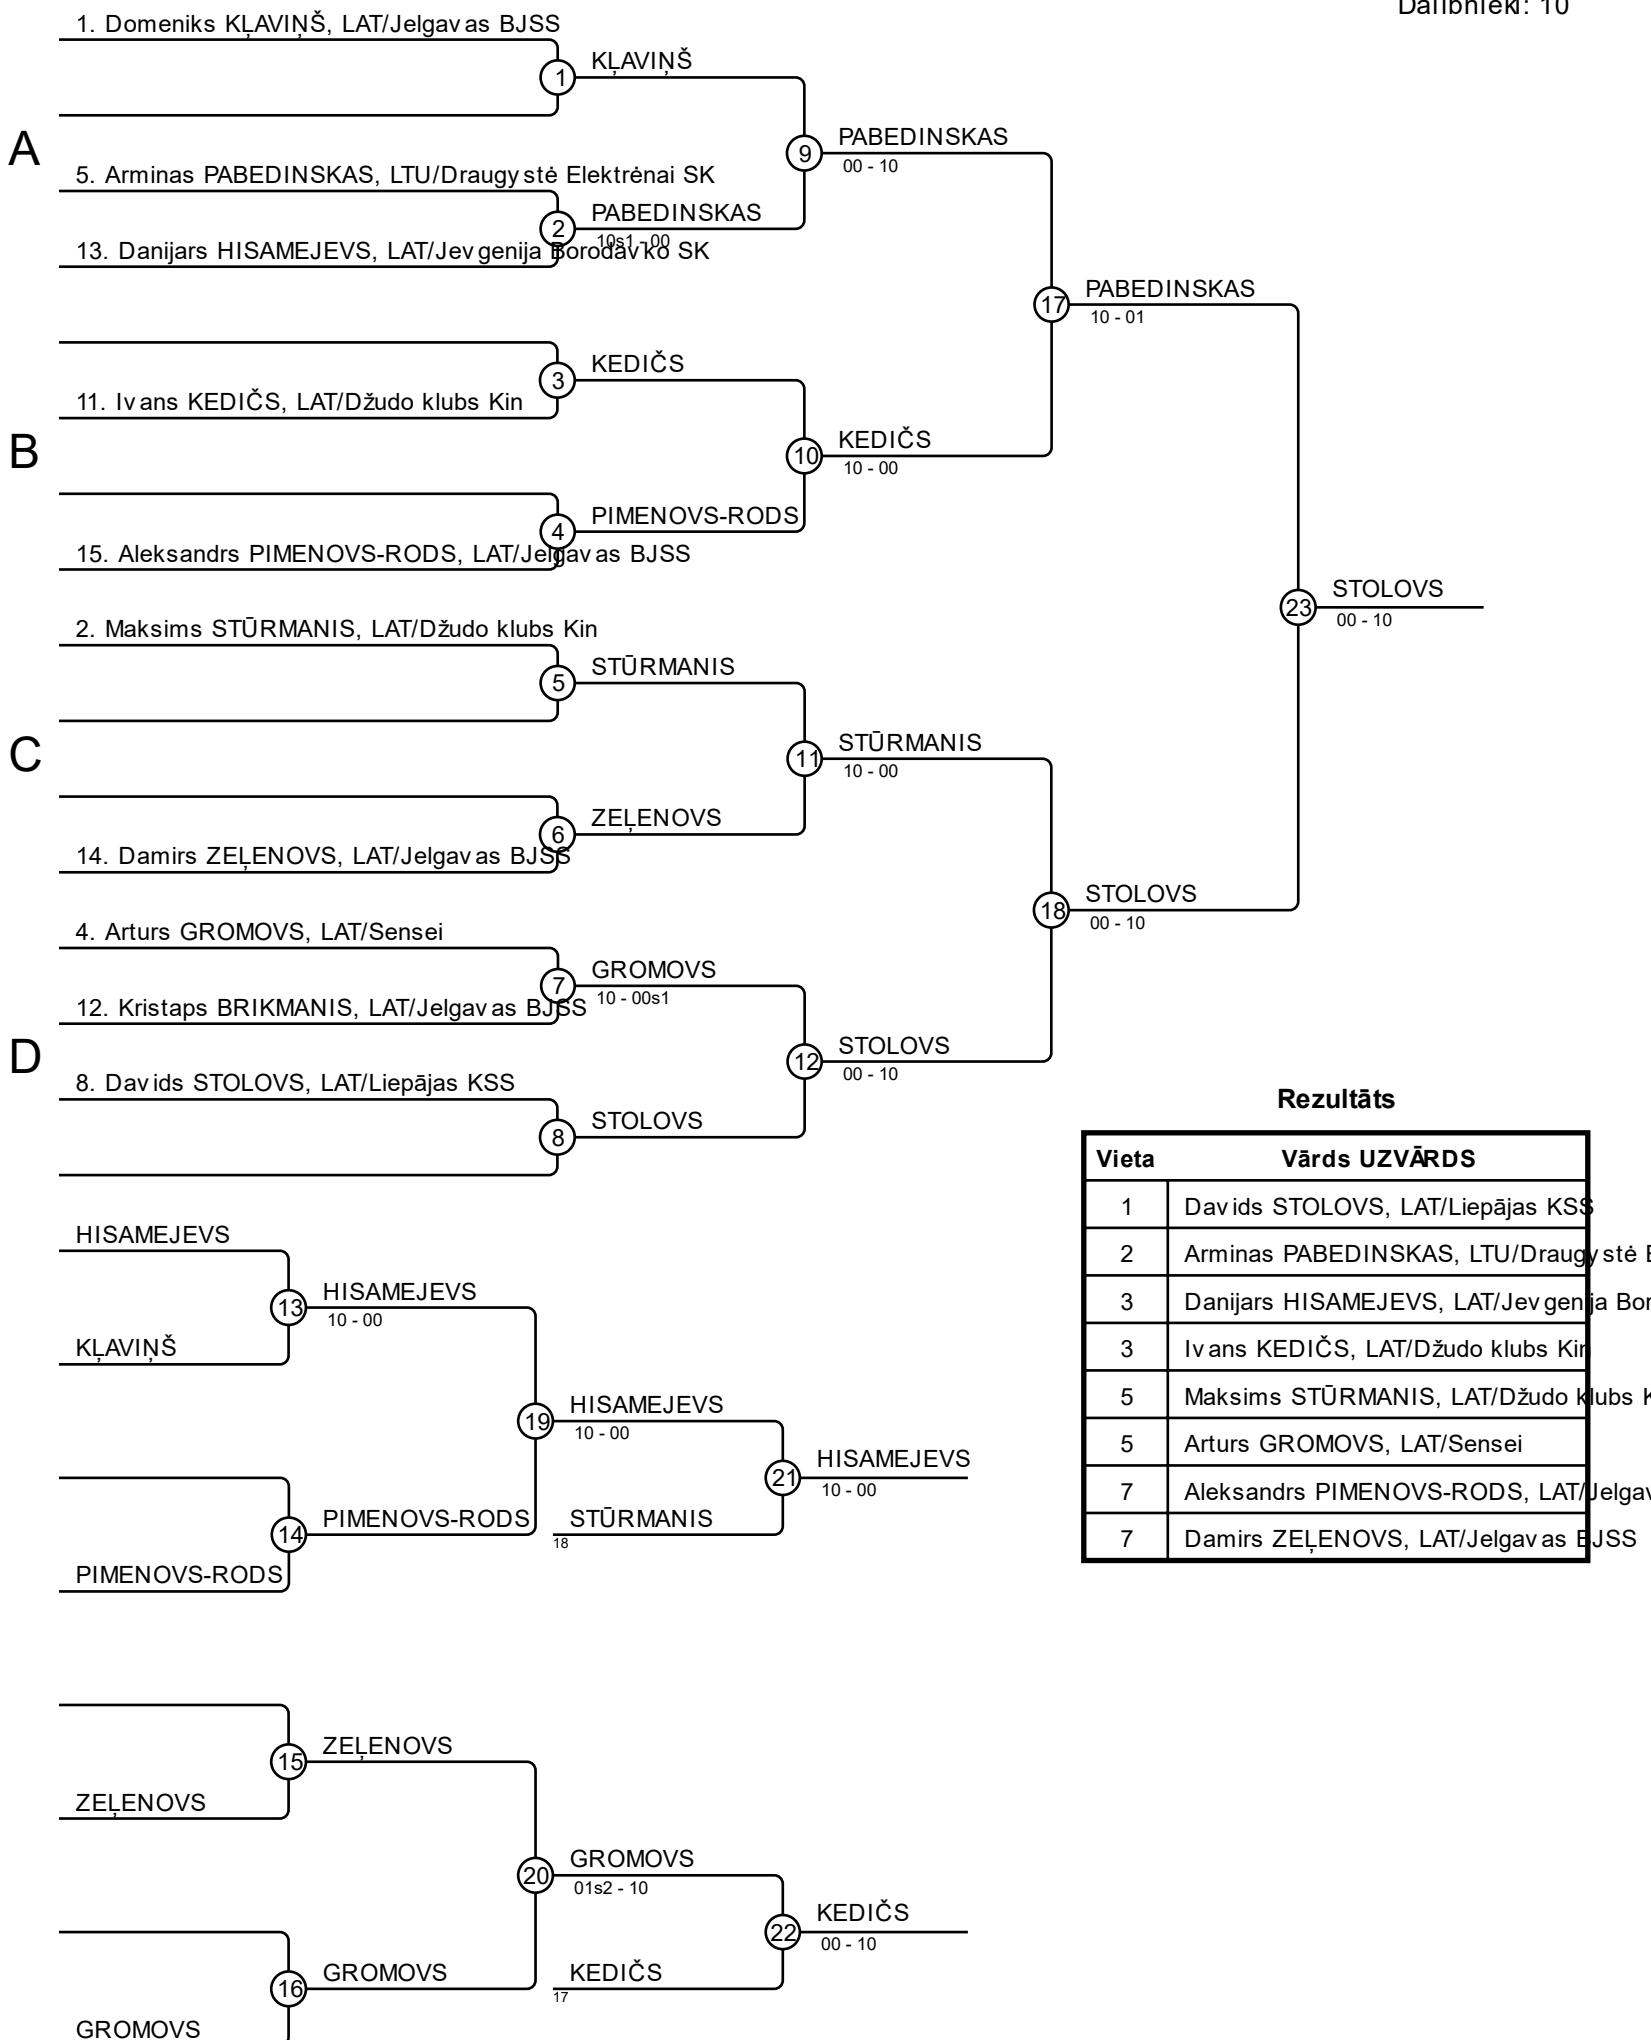 Dalībnieki: 10
1. Domeniks KĻAVIŅŠ, LAT/Jelgavas BJSS
1
KĻAVIŅŠ
A
9
PABEDINSKAS
00 - 10
5. Arminas PABEDINSKAS, LTU/Draugystė Elektrėnai SK
2
PABEDINSKAS
10s1 - 00
13. Danijars HISAMEJEVS, LAT/Jevgenija Borodavko SK
17
PABEDINSKAS
10 - 01
3
KEDIČS
11. Ivans KEDIČS, LAT/Džudo klubs Kin
B
10
KEDIČS
10 - 00
4
PIMENOVS-RODS
15. Aleksandrs PIMENOVS-RODS, LAT/Jelgavas BJSS
23
STOLOVS
00 - 10
2. Maksims STŪRMANIS, LAT/Džudo klubs Kin
5
STŪRMANIS
C
11
STŪRMANIS
10 - 00
6
ZEĻENOVS
14. Damirs ZEĻENOVS, LAT/Jelgavas BJSS
18
STOLOVS
00 - 10
4. Arturs GROMOVS, LAT/Sensei
7
GROMOVS
10 - 00s1
12. Kristaps BRIKMANIS, LAT/Jelgavas BJSS
D
12
STOLOVS
00 - 10
8. Davids STOLOVS, LAT/Liepājas KSS
8
STOLOVS
Rezultāts
Vieta Vārds UZVĀRDS
1 Davids STOLOVS, LAT/Liepājas KSS
2 Arminas PABEDINSKAS, LTU/Draugystė
3 Danijars HISAMEJEVS, LAT/Jevgenija Bor
3 Ivans KEDIČS, LAT/Džudo klubs Kin
5 Maksims STŪRMANIS, LAT/Džudo klubs K
5 Arturs GROMOVS, LAT/Sensei
7 Aleksandrs PIMENOVS-RODS, LAT/Jelgav
7 Damirs ZEĻENOVS, LAT/Jelgavas BJSS
HISAMEJEVS
13
HISAMEJEVS
10 - 00
KĻAVIŅŠ
19
HISAMEJEVS
10 - 00
21
HISAMEJEVS
10 - 00
14
PIMENOVS-RODS
STŪRMANIS
18
PIMENOVS-RODS
15
ZEĻENOVS
ZEĻENOVS
20
GROMOVS
01s2 - 10
22
KEDIČS
00 - 10
16
GROMOVS
KEDIČS
17
GROMOVS